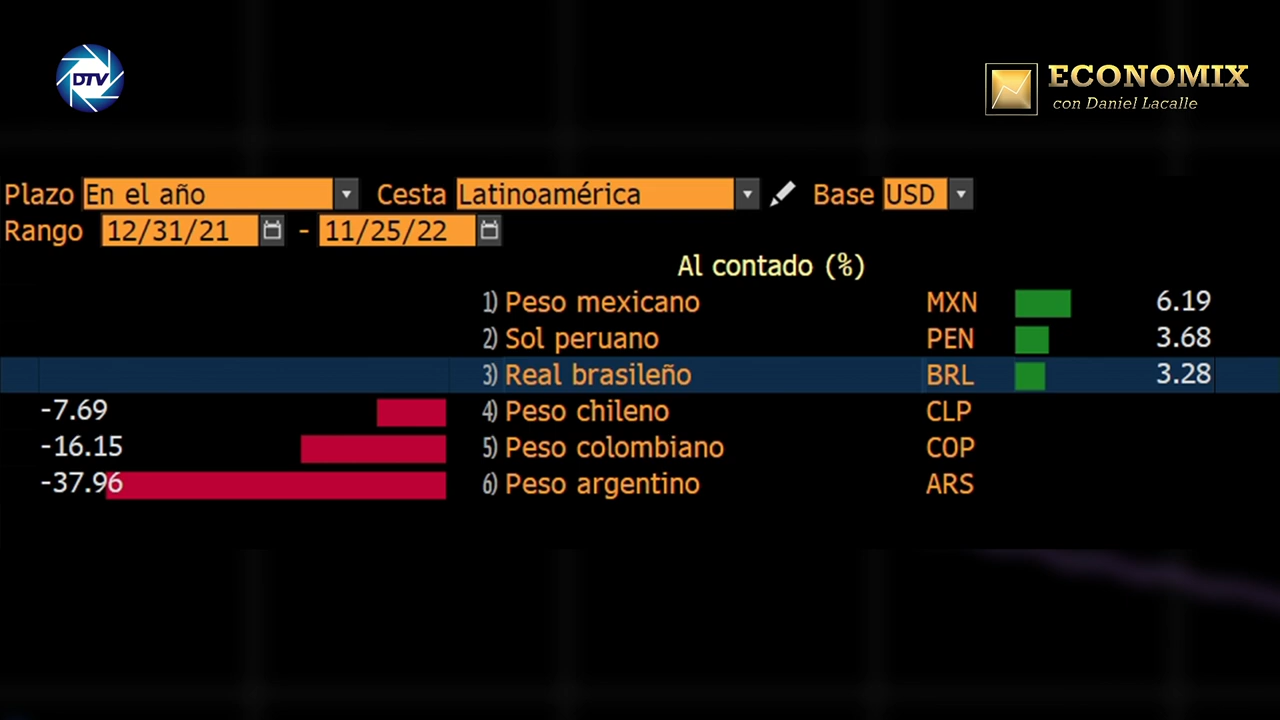 DTV
ECONOMIX
con Daniel Lacalle
Plazo En el año Cesta Latinoamérica Base USD
Rango 12/31/21 - 11/25/22
Al contado (%)
1) Peso mexicano MXN 6.19
2) Sol peruano PEN 3.68
3) Real brasileño BRL 3.28
-7.69 4) Peso chileno CLP
-16.15 5) Peso colombiano COP
-37.96 6) Peso argentino ARS